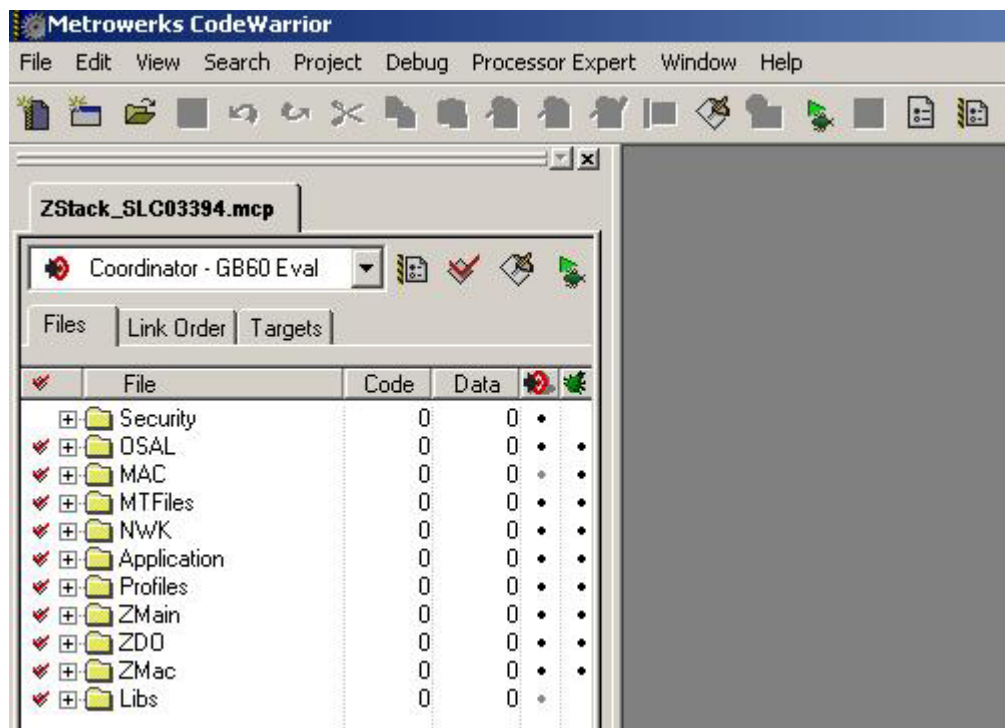 Metrowerks CodeWarrior
File Edit View Search Project Debug Processor Expert Window Help
ZStack_SLC03394.mcp
Coordinator - GB60 Eval
Files Link Order Targets
File Code Data
Security 0 0
OSAL 0 0
MAC 0 0
MTFiles 0 0
NWK 0 0
Application 0 0
Profiles 0 0
ZMain 0 0
ZDO 0 0
ZMac 0 0
Libs 0 0